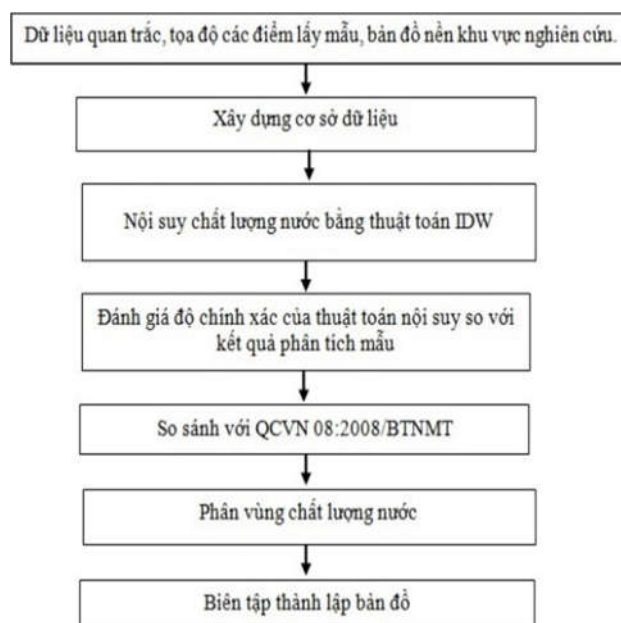 Dữ liệu quan trắc, tọa độ các điểm lấy mẫu, bản đồ nền khu vực nghiên cứu.
Xây dựng cơ sở dữ liệu
Nội suy chất lượng nước bằng thuật toán IDW
Đánh giá độ chính xác của thuật toán nội suy so với
kết quả phân tích mẫu
So sánh với QCVN 08:2008/BTNMT
Phân vùng chất lượng nước
Biên tập thành lập bản đồ